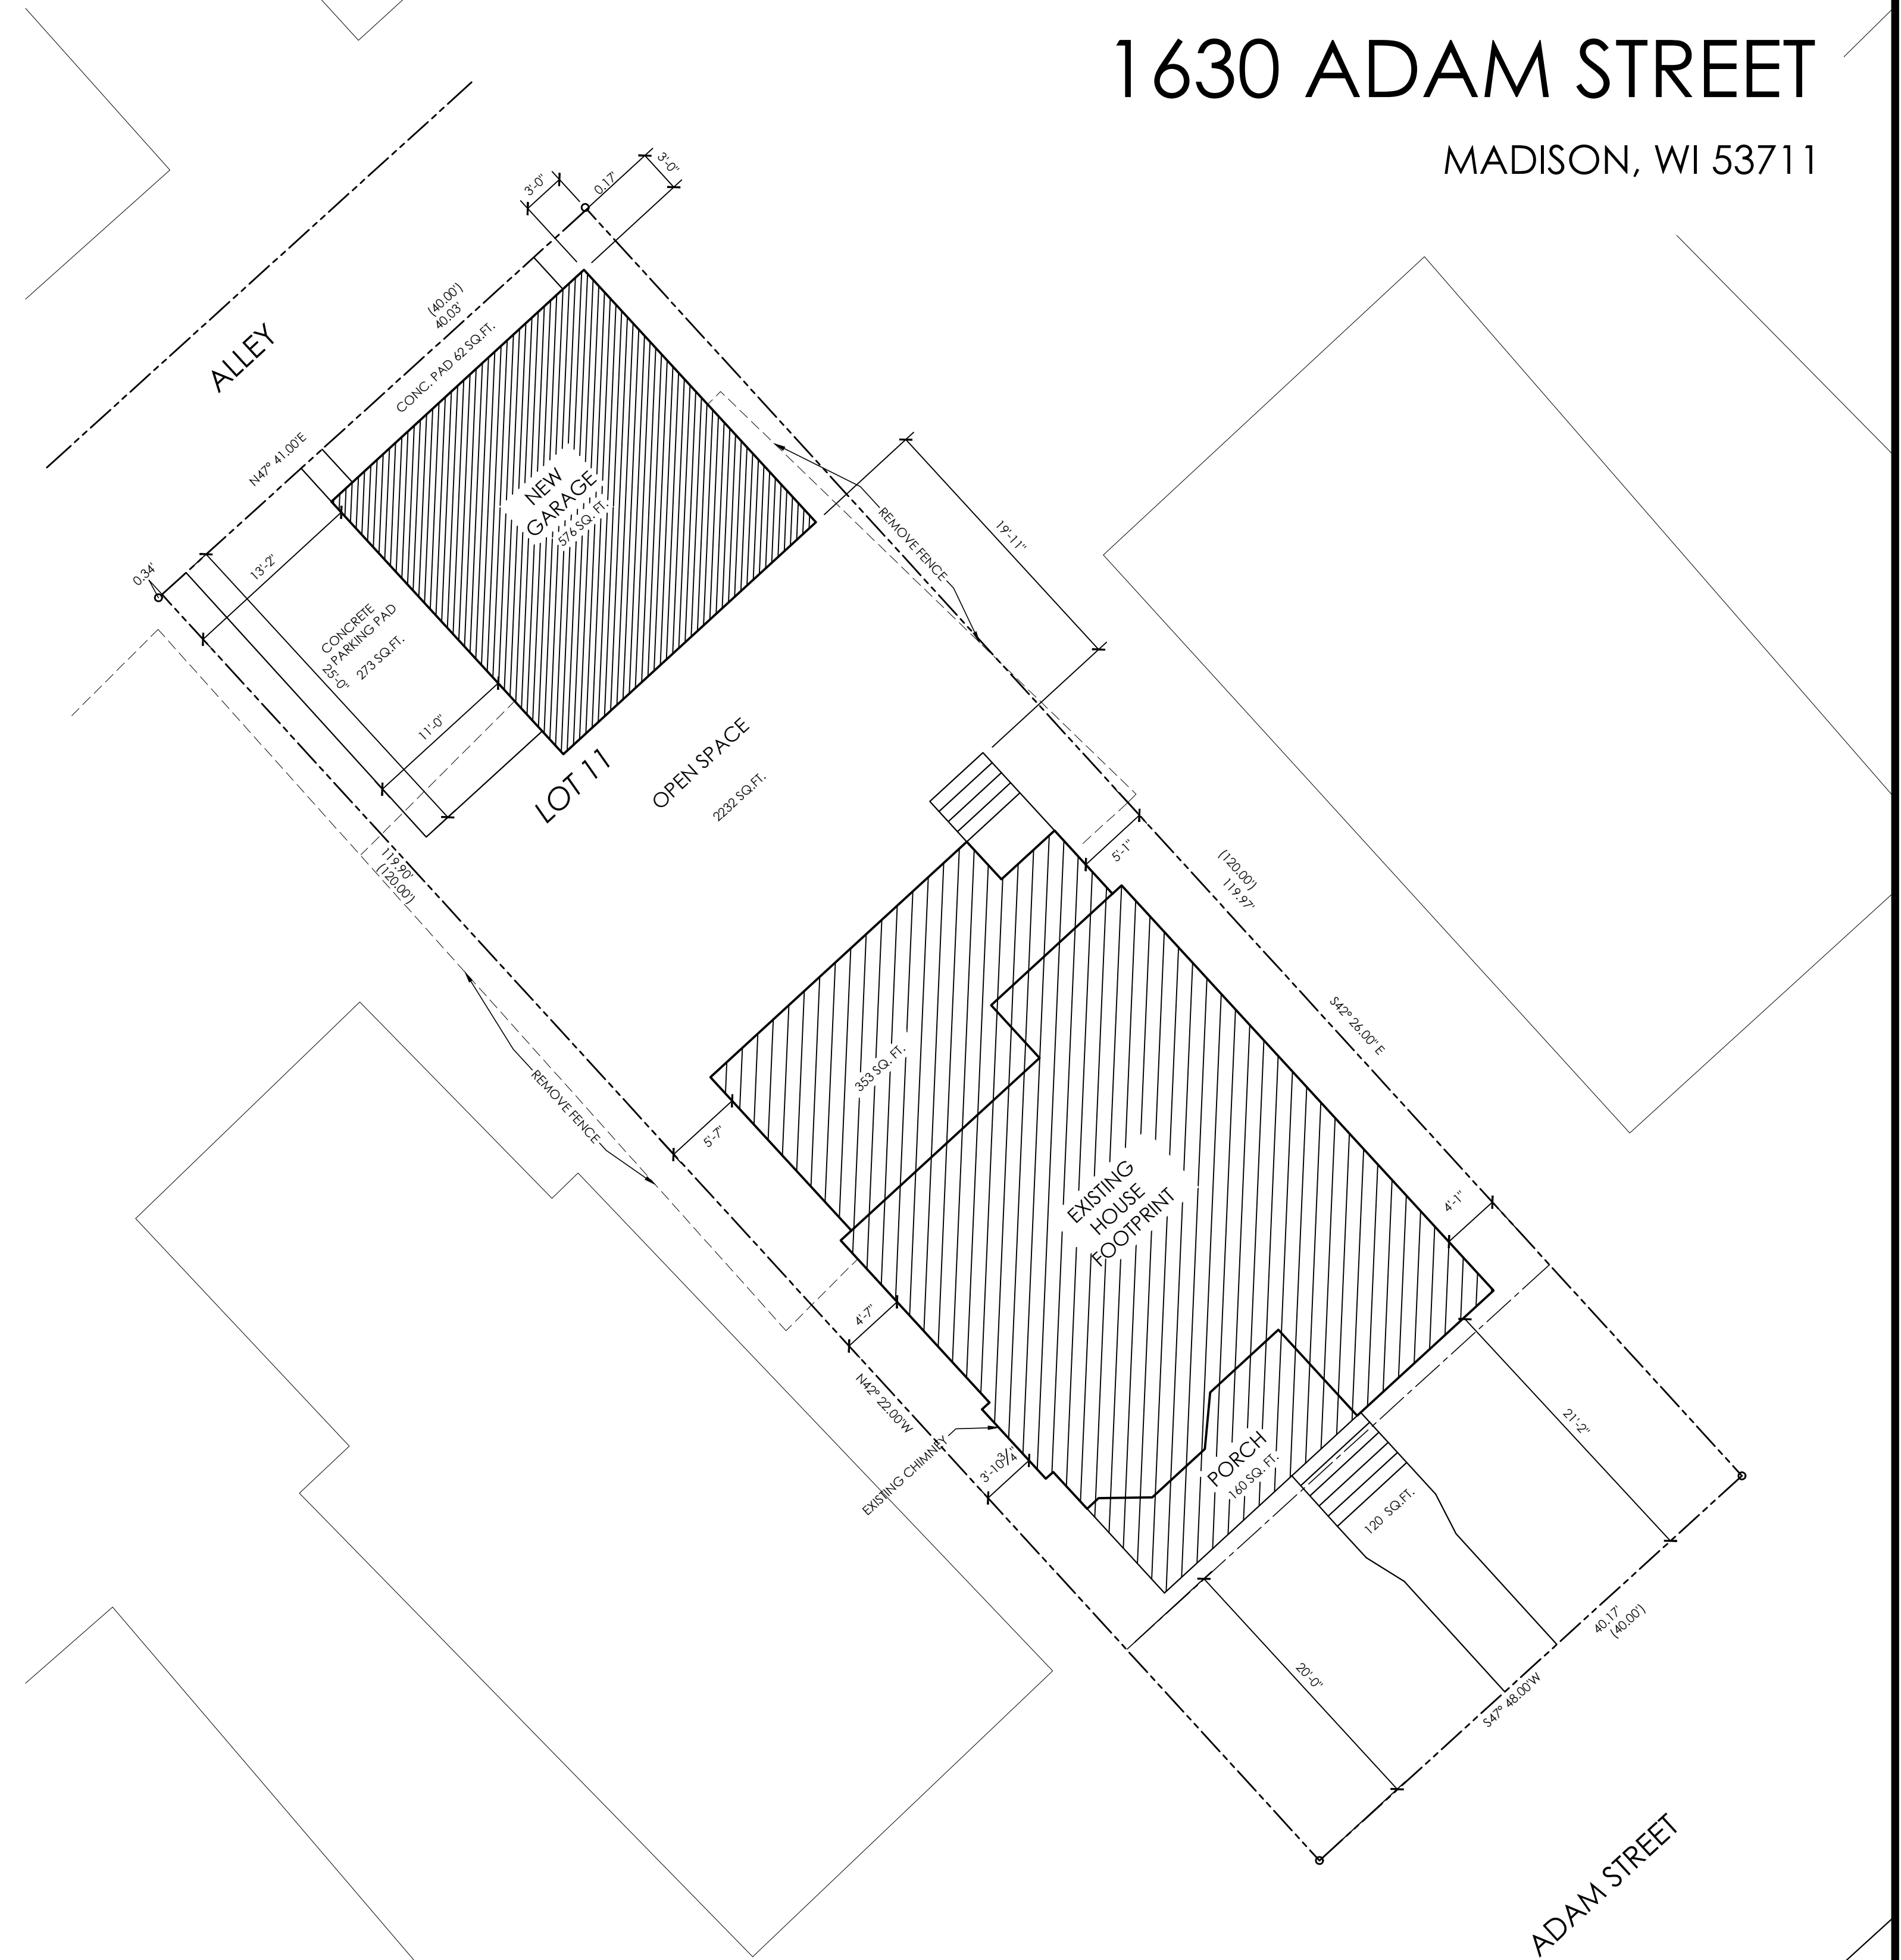 1630 ADAM STREET
MADISON, WI 53711
3'-0"
0.17'
3'-0"
(40.00')
40.03'
CONC. PAD 62 SQ.FT.
ALLEY
N47° 41.00'E
NEW
GARAGE
576 SQ. FT.
REMOVE FENCE
19'-11"
0.34'
13'-2"
CONCRETE
PARKING PAD
25'-0"
273 SQ.FT.
11'-0"
LOT 11
OPEN SPACE
2232 SQ.FT.
119.90'
(120.00')
5'-1"
(120.00')
119.97'
S42° 26.00" E
353 SQ. FT.
REMOVE FENCE
5'-7"
EXISTING
HOUSE
FOOTPRINT
4'-1"
4'-7"
N42° 22.00'W
EXISTING CHIMNEY
3'-10¾"
PORCH
160 SQ. FT.
120 SQ.FT.
21'-2"
20'-0"
40.17'
(40.00')
S47° 48.00'W
ADAM STREET